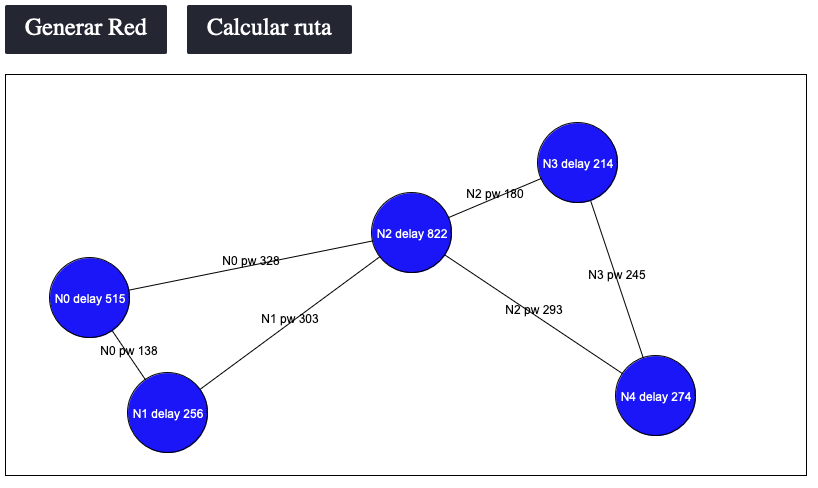 Generar Red
Calcular ruta
N3 delay 214
N2 pw 180
N2 delay 822
N0 pw 328
N3 pw 245
N0 delay 515
N2 pw 293
N1 pw 303
N0 pw 138
N4 delay 274
N1 delay 256